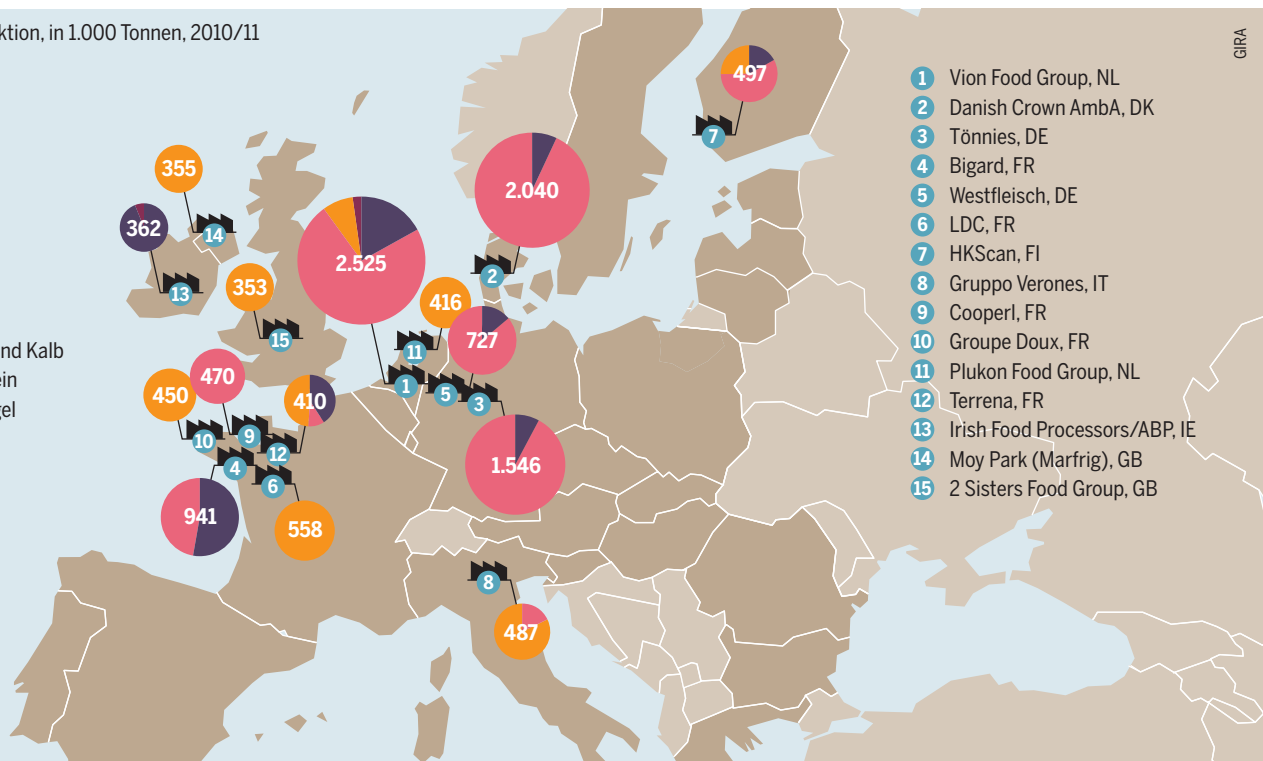 ktion, in 1.000 Tonnen, 2010/11
GIRA
1 Vion Food Group, NL
2 Danish Crown AmbA, DK
3 Tönnies, DE
4 Bigard, FR
5 Westfleisch, DE
6 LDC, FR
7 HKScan, FI
8 Gruppo Verones, IT
9 Cooperl, FR
10 Groupe Doux, FR
11 Plukon Food Group, NL
12 Terrena, FR
13 Irish Food Processors/ABP, IE
14 Moy Park (Marfrig), GB
15 2 Sisters Food Group, GB
nd Kalb
ein
gel
497
7
355
2.040
362
14
2.525
2
353
13
416
15
727
11
470
450
410
1
5
3
10
9
12
4
6
1.546
941
558
8
487